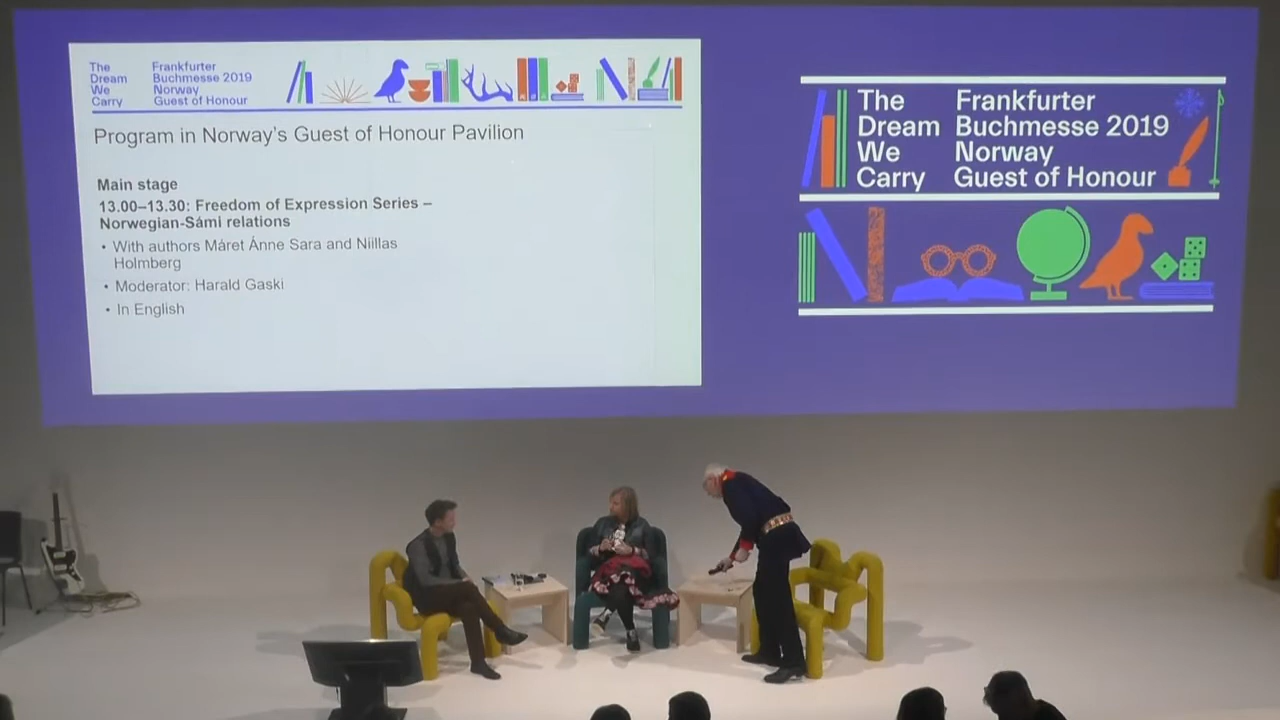 The Dream We Carry
Frankfurter Buchmesse 2019 Norway Guest of Honour
Program in Norway's Guest of Honour Pavilion
Main stage
13.00–13.30: Freedom of Expression Series –
Norwegian-Sámi relations
• With authors Máret Ánne Sara and Niillas
Holmberg
• Moderator: Harald Gaski
• In English
The
Dream
We
Carry
Frankfurter
Buchmesse 2019
Norway
Guest of Honour